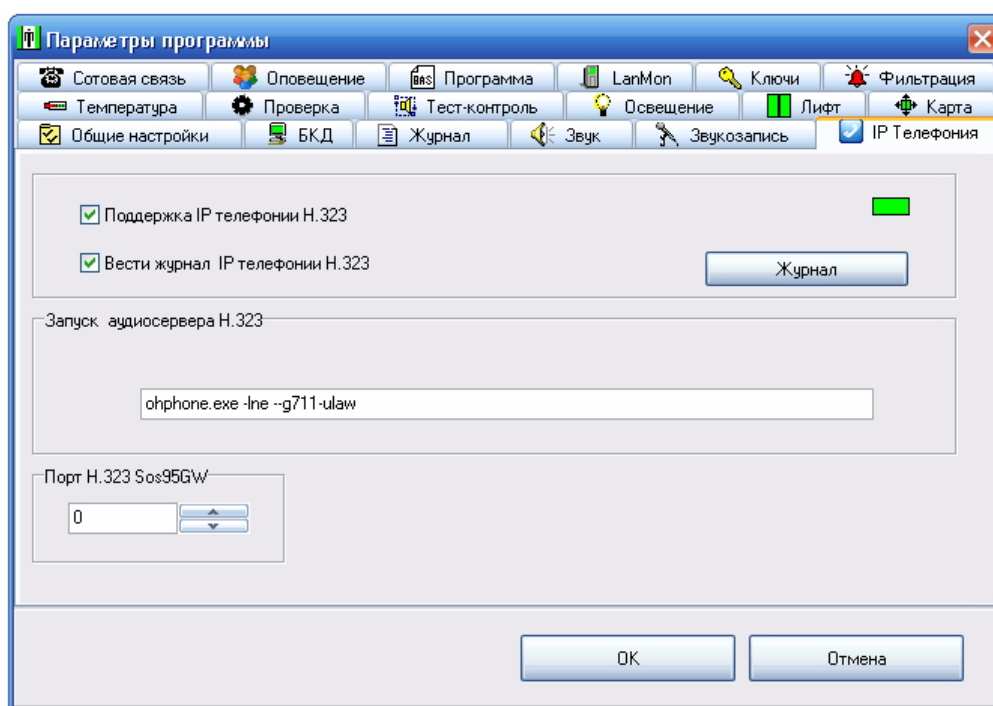 Параметры программы
Сотовая связь Оповещение Программа LanMon Ключи Фильтрация
Температура Проверка Тест-контроль Освещение Лифт Карта
Общие настройки БКД Журнал Звук Звукозапись IP Телефония
Поддержка IP телефонии H.323
Вести журнал IP телефонии H.323
Журнал
Запуск аудиосервера H.323
ohphone.exe -lne --g711-ulaw
Порт H.323 Sos95GW
0
OK Отмена